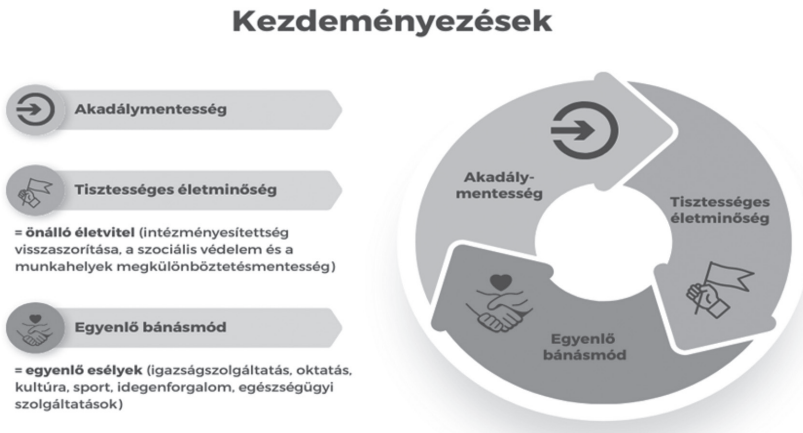 Kezdeményezések
Akadálymentesség
Tisztességes életminőség
= önálló életvitel (intézményesítettség
visszaszorítása, a szociális védelem és a
munkahelyek megkülönböztetésmentesség)
Egyenlő bánásmód
= egyenlő esélyek (igazságszolgáltatás, oktatás,
kultúra, sport, idegenforgalom, egészségügyi
szolgáltatások)
Akadály-
mentesség
Tisztességes
életminőség
Egyenlő
bánásmód